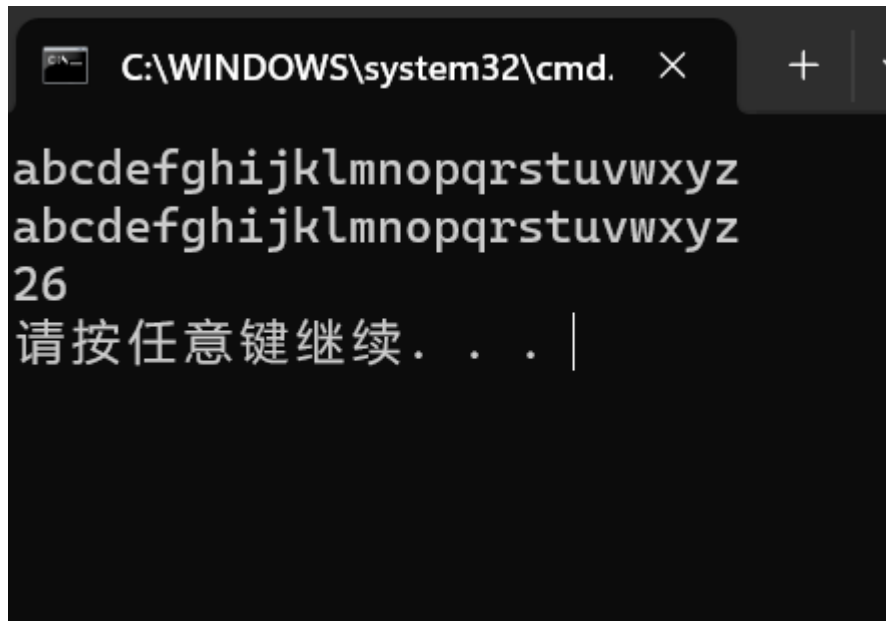 C:\WINDOWS\system32\cmd.
abcdefghijklmnopqrstuvwxyz
abcdefghijklmnopqrstuvwxyz
26
请按任意键继续. . .